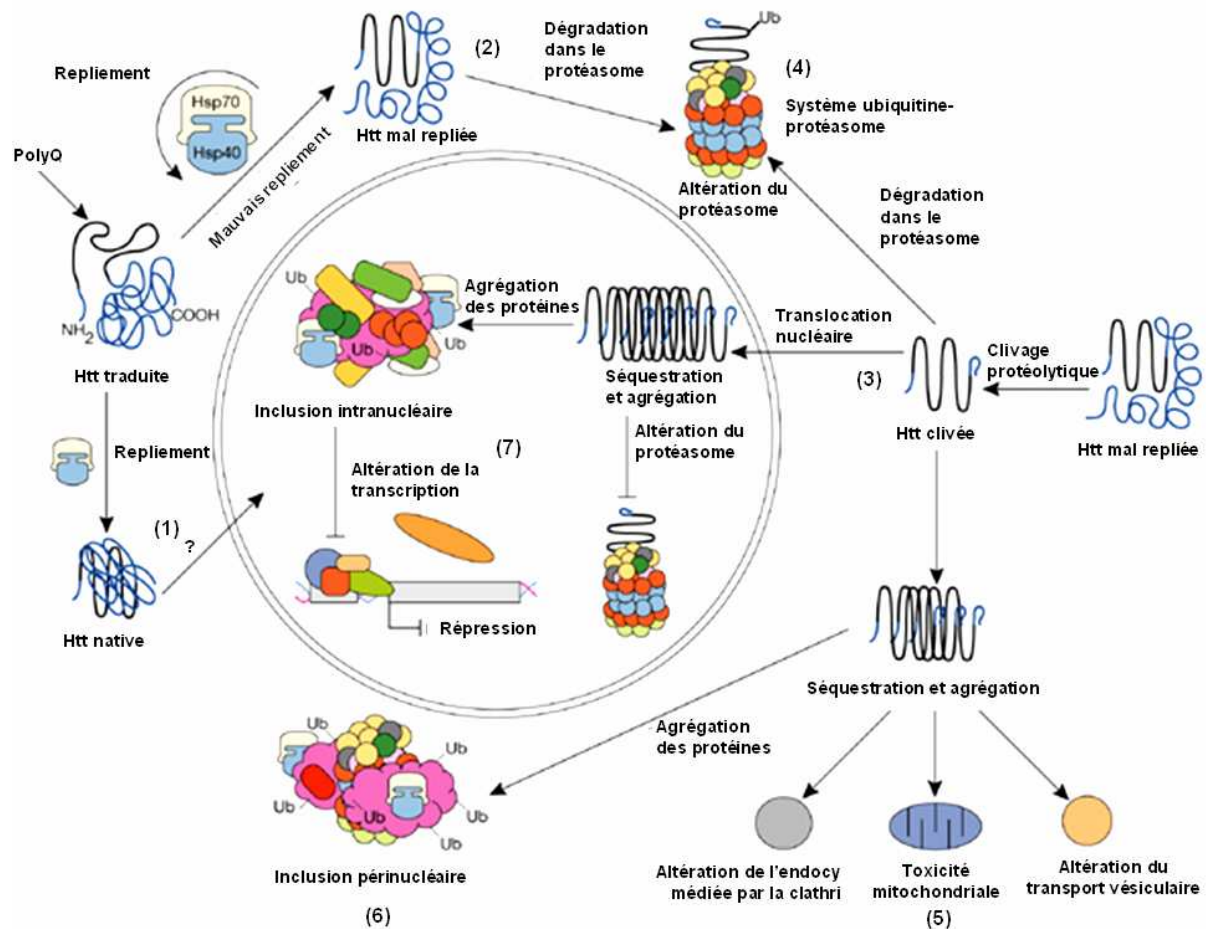 Ub
(2)
Dégradation
dans le
protéasome
(4)
Repliement
Hsp70
Hsp40
Htt mal repliée
Système ubiquitine-
protéasome
PolyQ
Mauvais repliement
Altération du
protéasome
Dégradation
dans le
protéasome
NH2
COOH
Htt traduite
Ub
Ub
Ub
Agrégation
des protéines
Translocation
nucléaire
(3)
Clivage
protéolytique
Inclusion intranucléaire
Séquestration
et agrégation
Htt clivée
Htt mal repliée
Repliement
(7)
Altération du
protéasome
Altération de la
transcription
(1)
?
Htt native
Répression
Séquestration et agrégation
Agrégation
des protéines
Ub
Ub
Ub
Ub
Ub
Ub
Ub
Inclusion périnucléaire
(6)
Altération de l'endocy
médiée par la clathri
Toxicité
mitochondriale
Altération du
transport vésiculaire
(5)